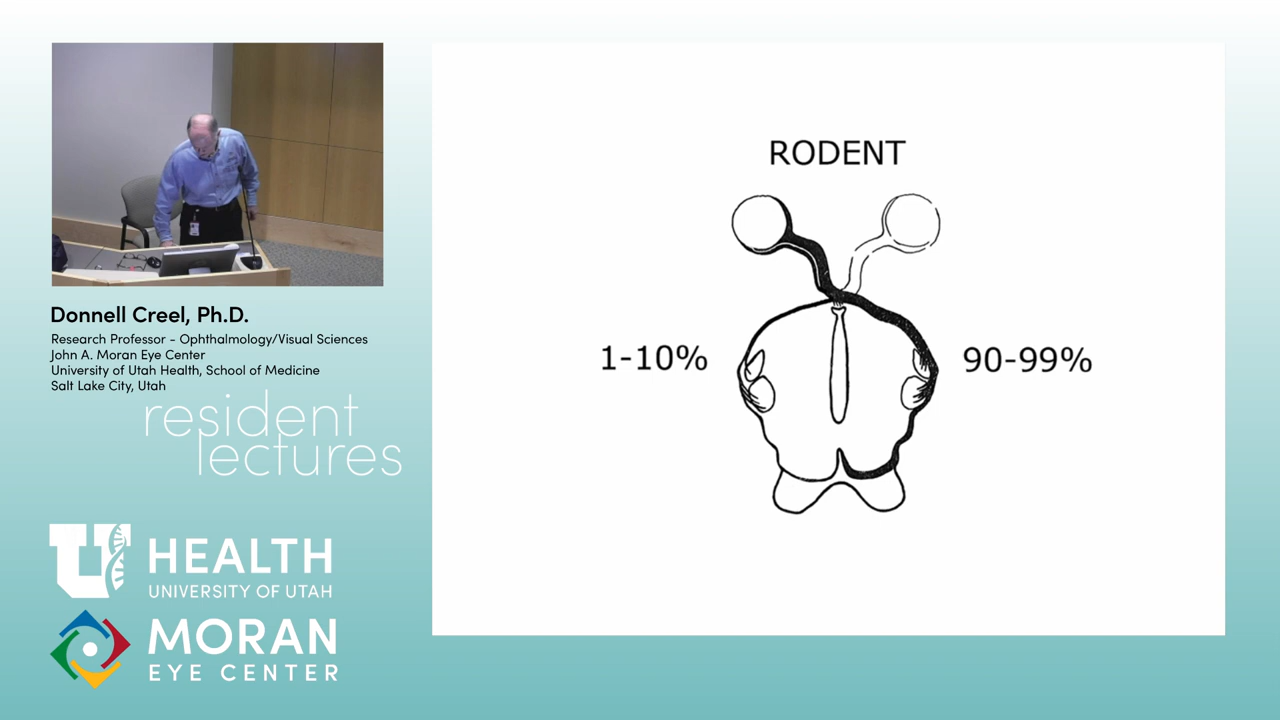 RODENT
1-10%
90-99%
Donnell Creel, Ph.D.
Research Professor - Ophthalmology/Visual Sciences
John A. Moran Eye Center
University of Utah Health, School of Medicine
Salt Lake City, Utah
resident
lectures
U HEALTH
UNIVERSITY OF UTAH
MORAN
EYE CENTER